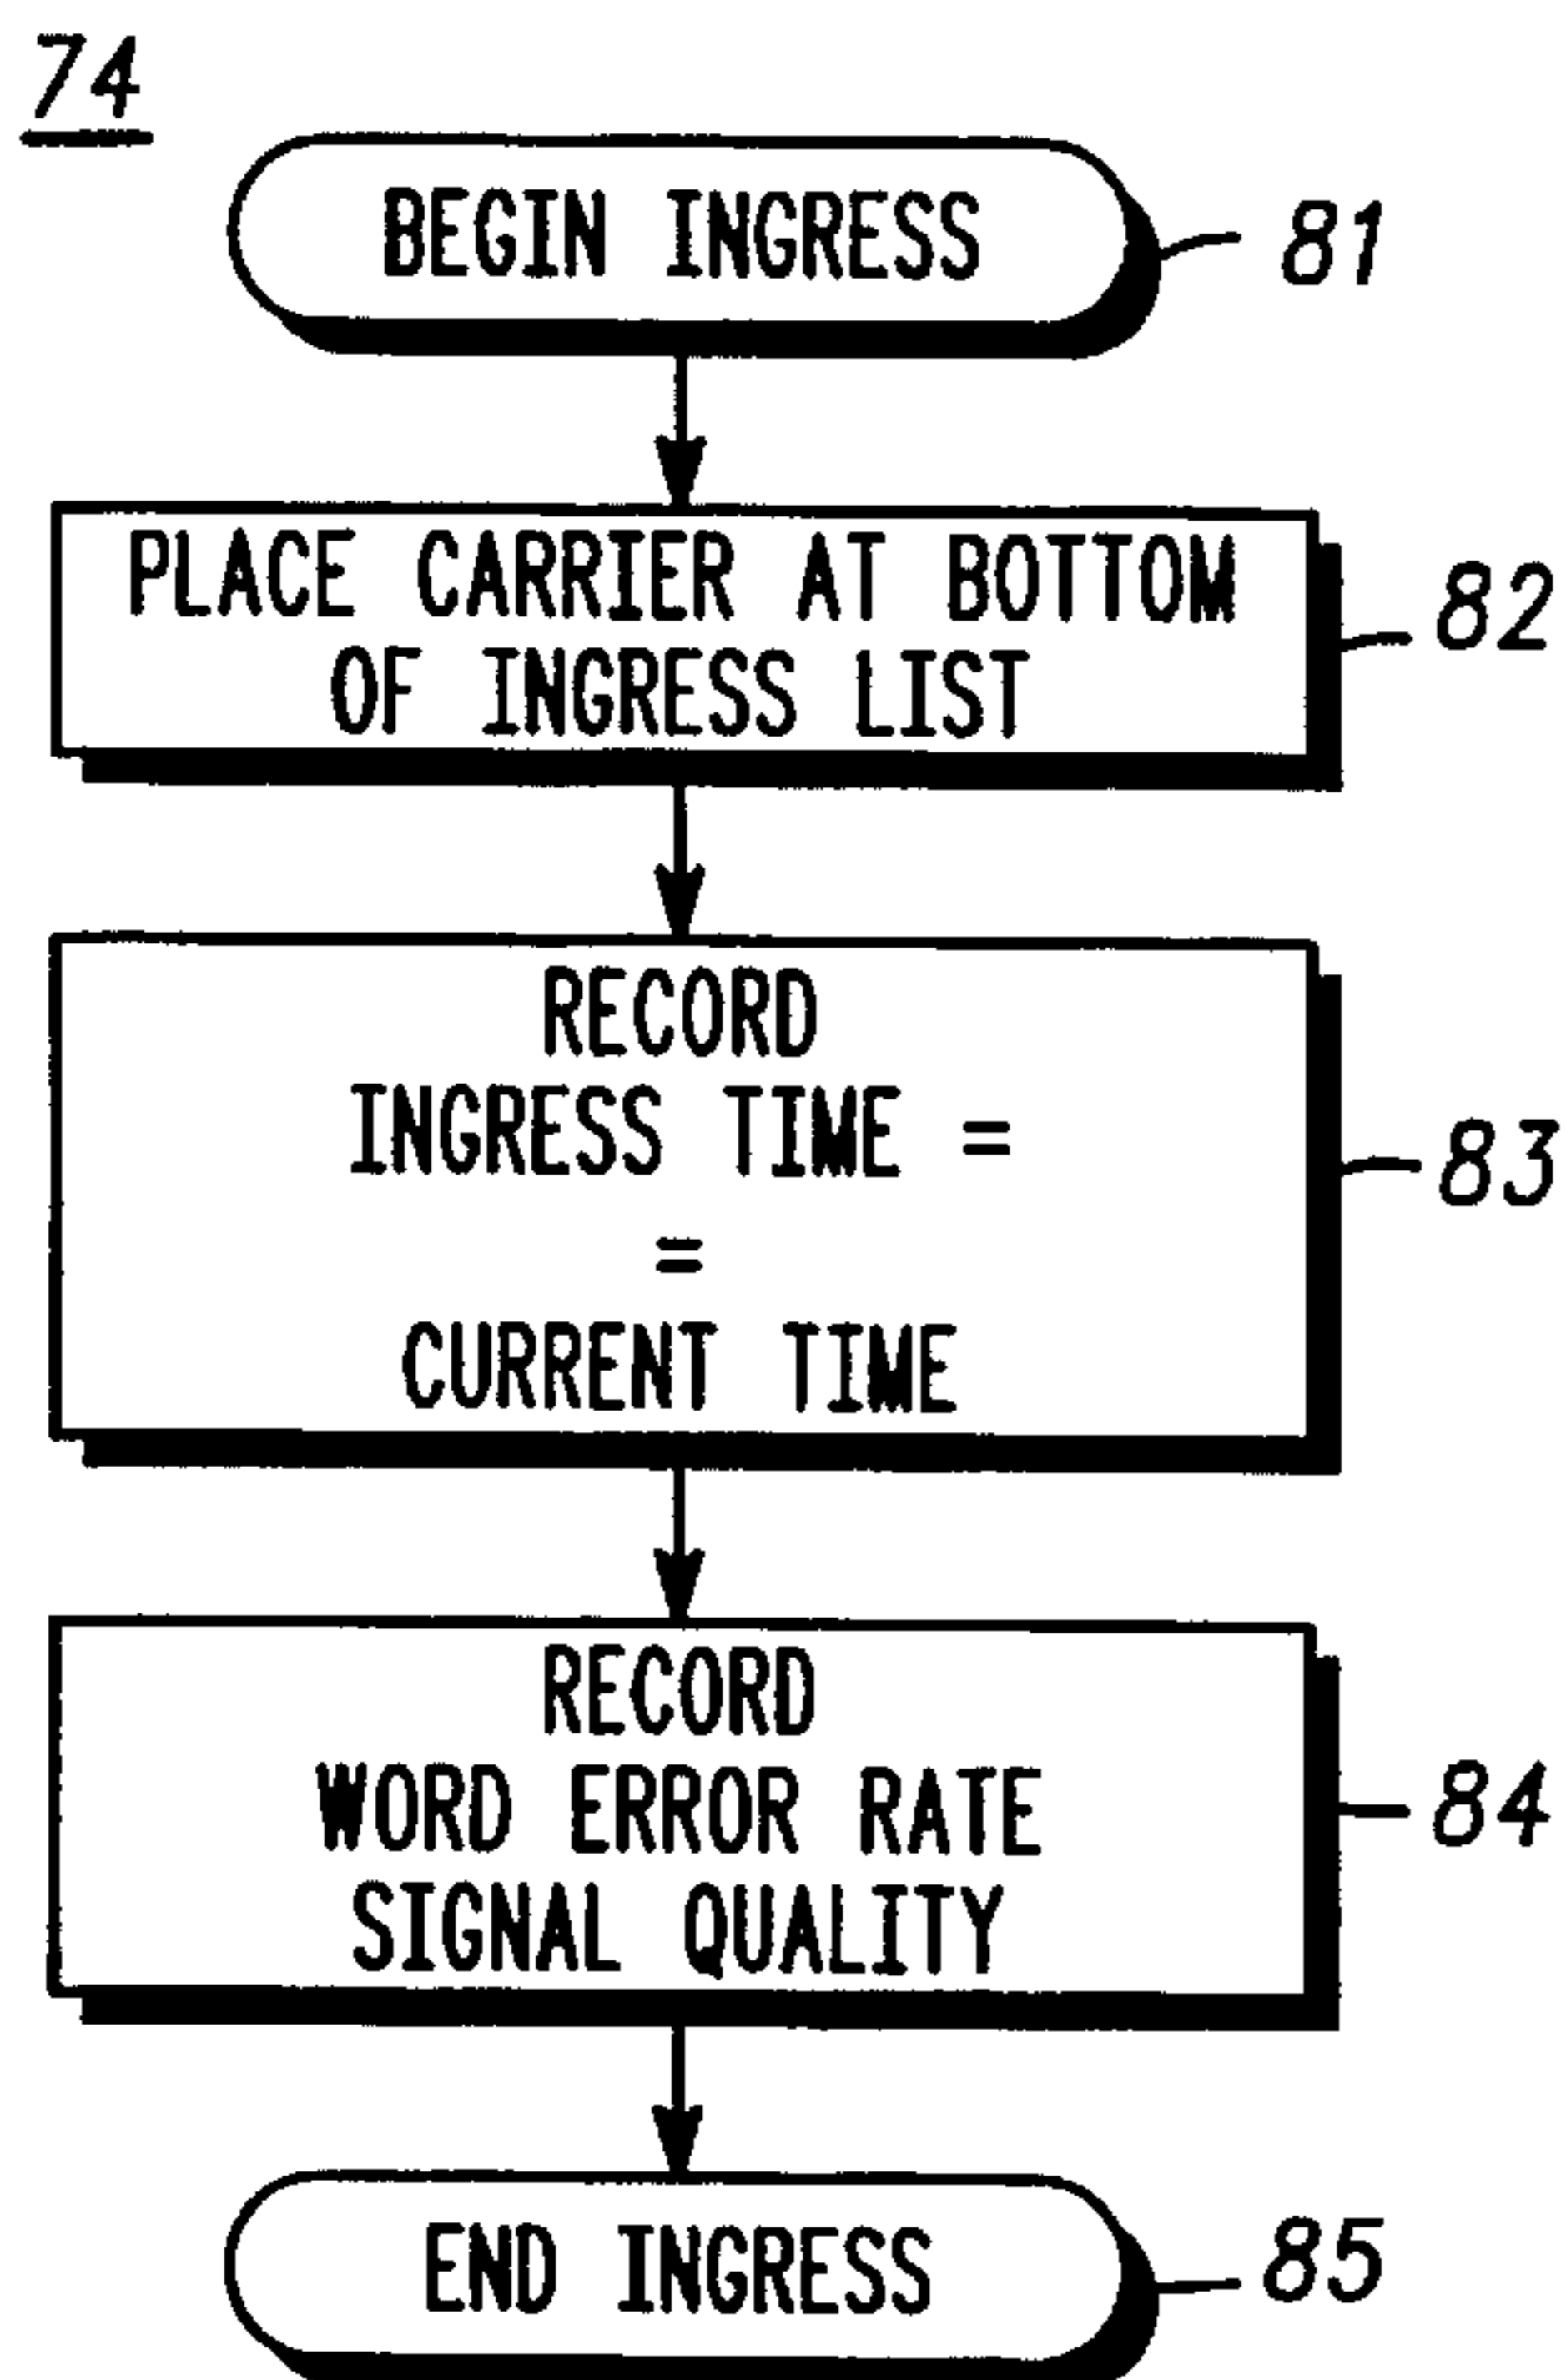 74
BEGIN INGRESS
81
PLACE CARRIER AT BOTTOM
OF INGRESS LIST
82
RECORD
INGRESS TIME =
=
CURRENT TIME
83
RECORD
WORD ERROR RATE
SIGNAL QUALITY
84
END INGRESS
85